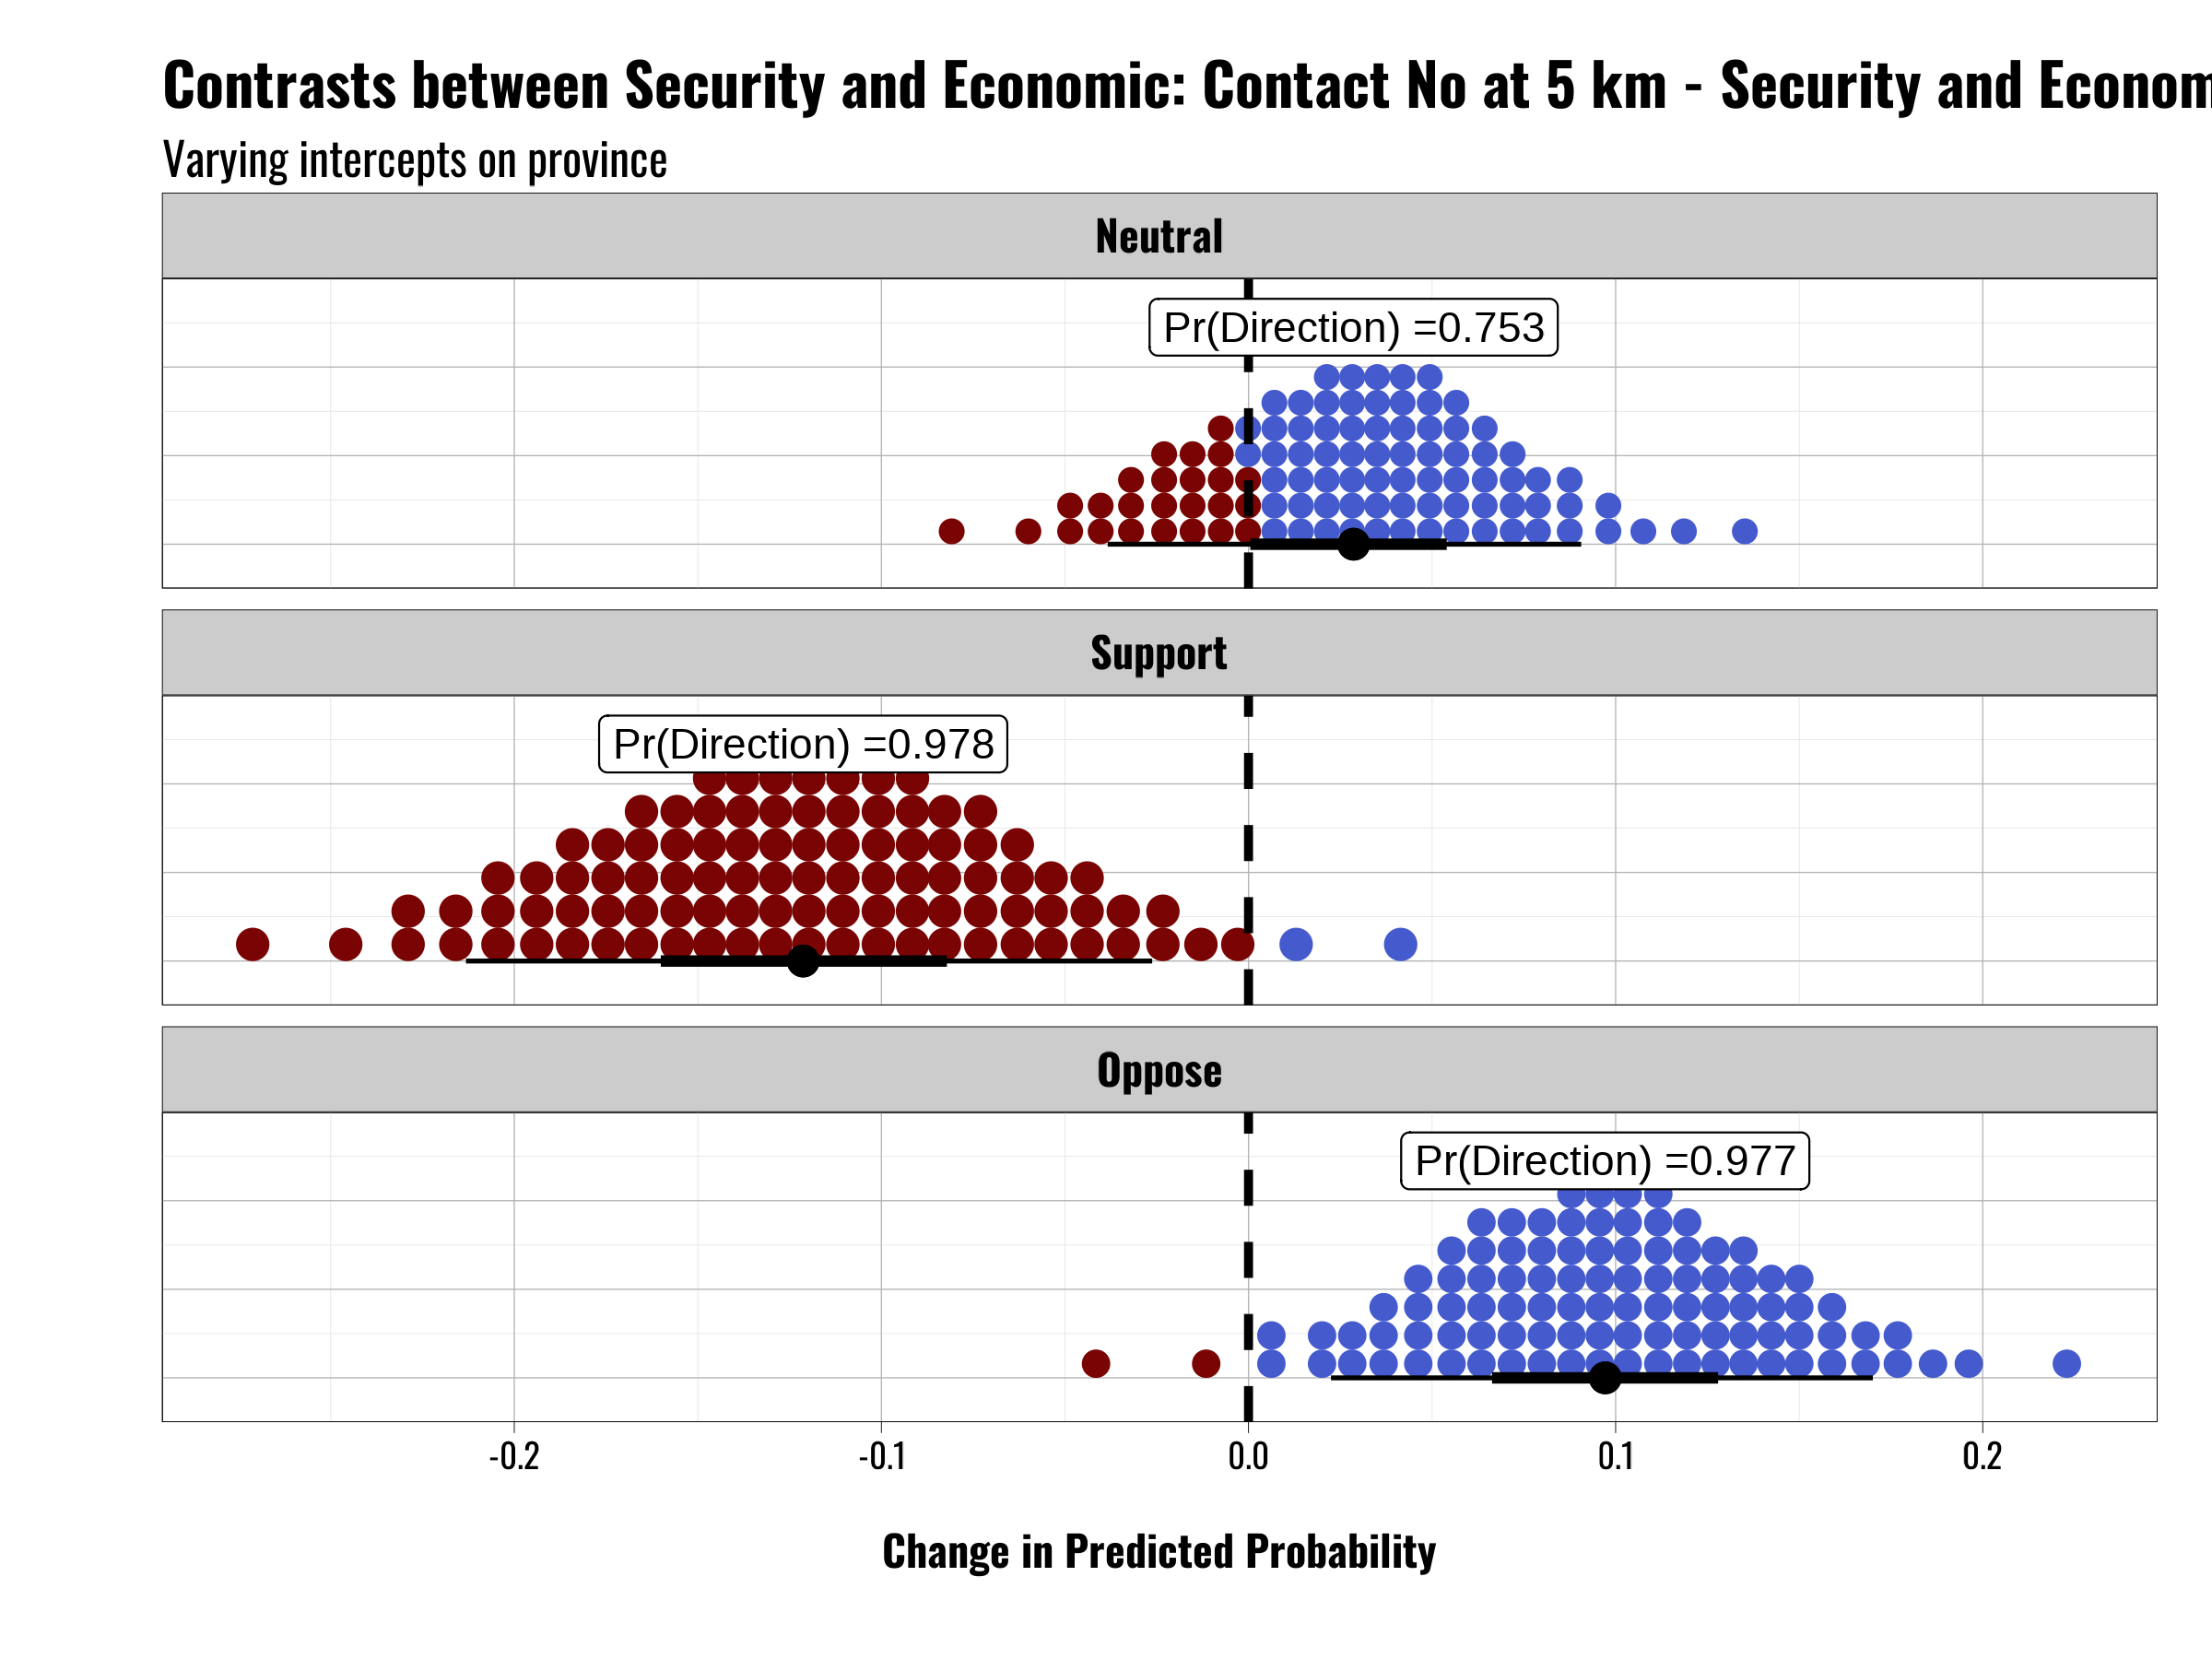 Contrasts between Security and Economic: Contact No at 5 km - Security and Econom
Varying intercepts on province
Neutral
Pr(Direction) =0.753
Support
Pr(Direction) =0.978
Oppose
Pr(Direction) =0.977
-0.2 -0.1 0.0 0.1 0.2
Change in Predicted Probability